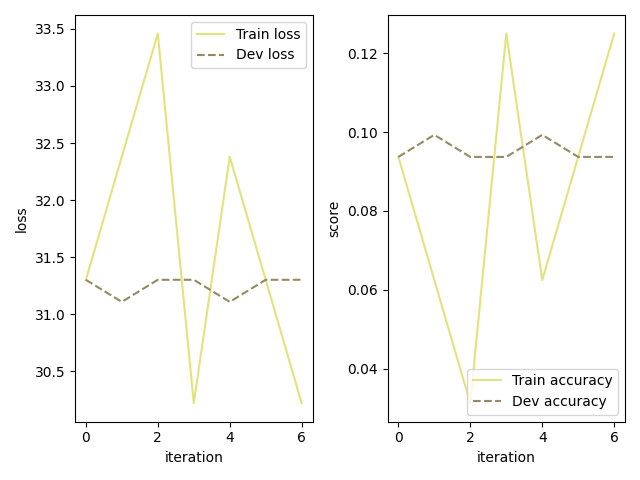 33.5
33.0
32.5
32.0
31.5
31.0
30.5
loss
0
2
4
6
iteration
Train loss
Dev loss
0.12
0.10
0.08
0.06
0.04
score
0
2
4
6
iteration
Train accuracy
Dev accuracy